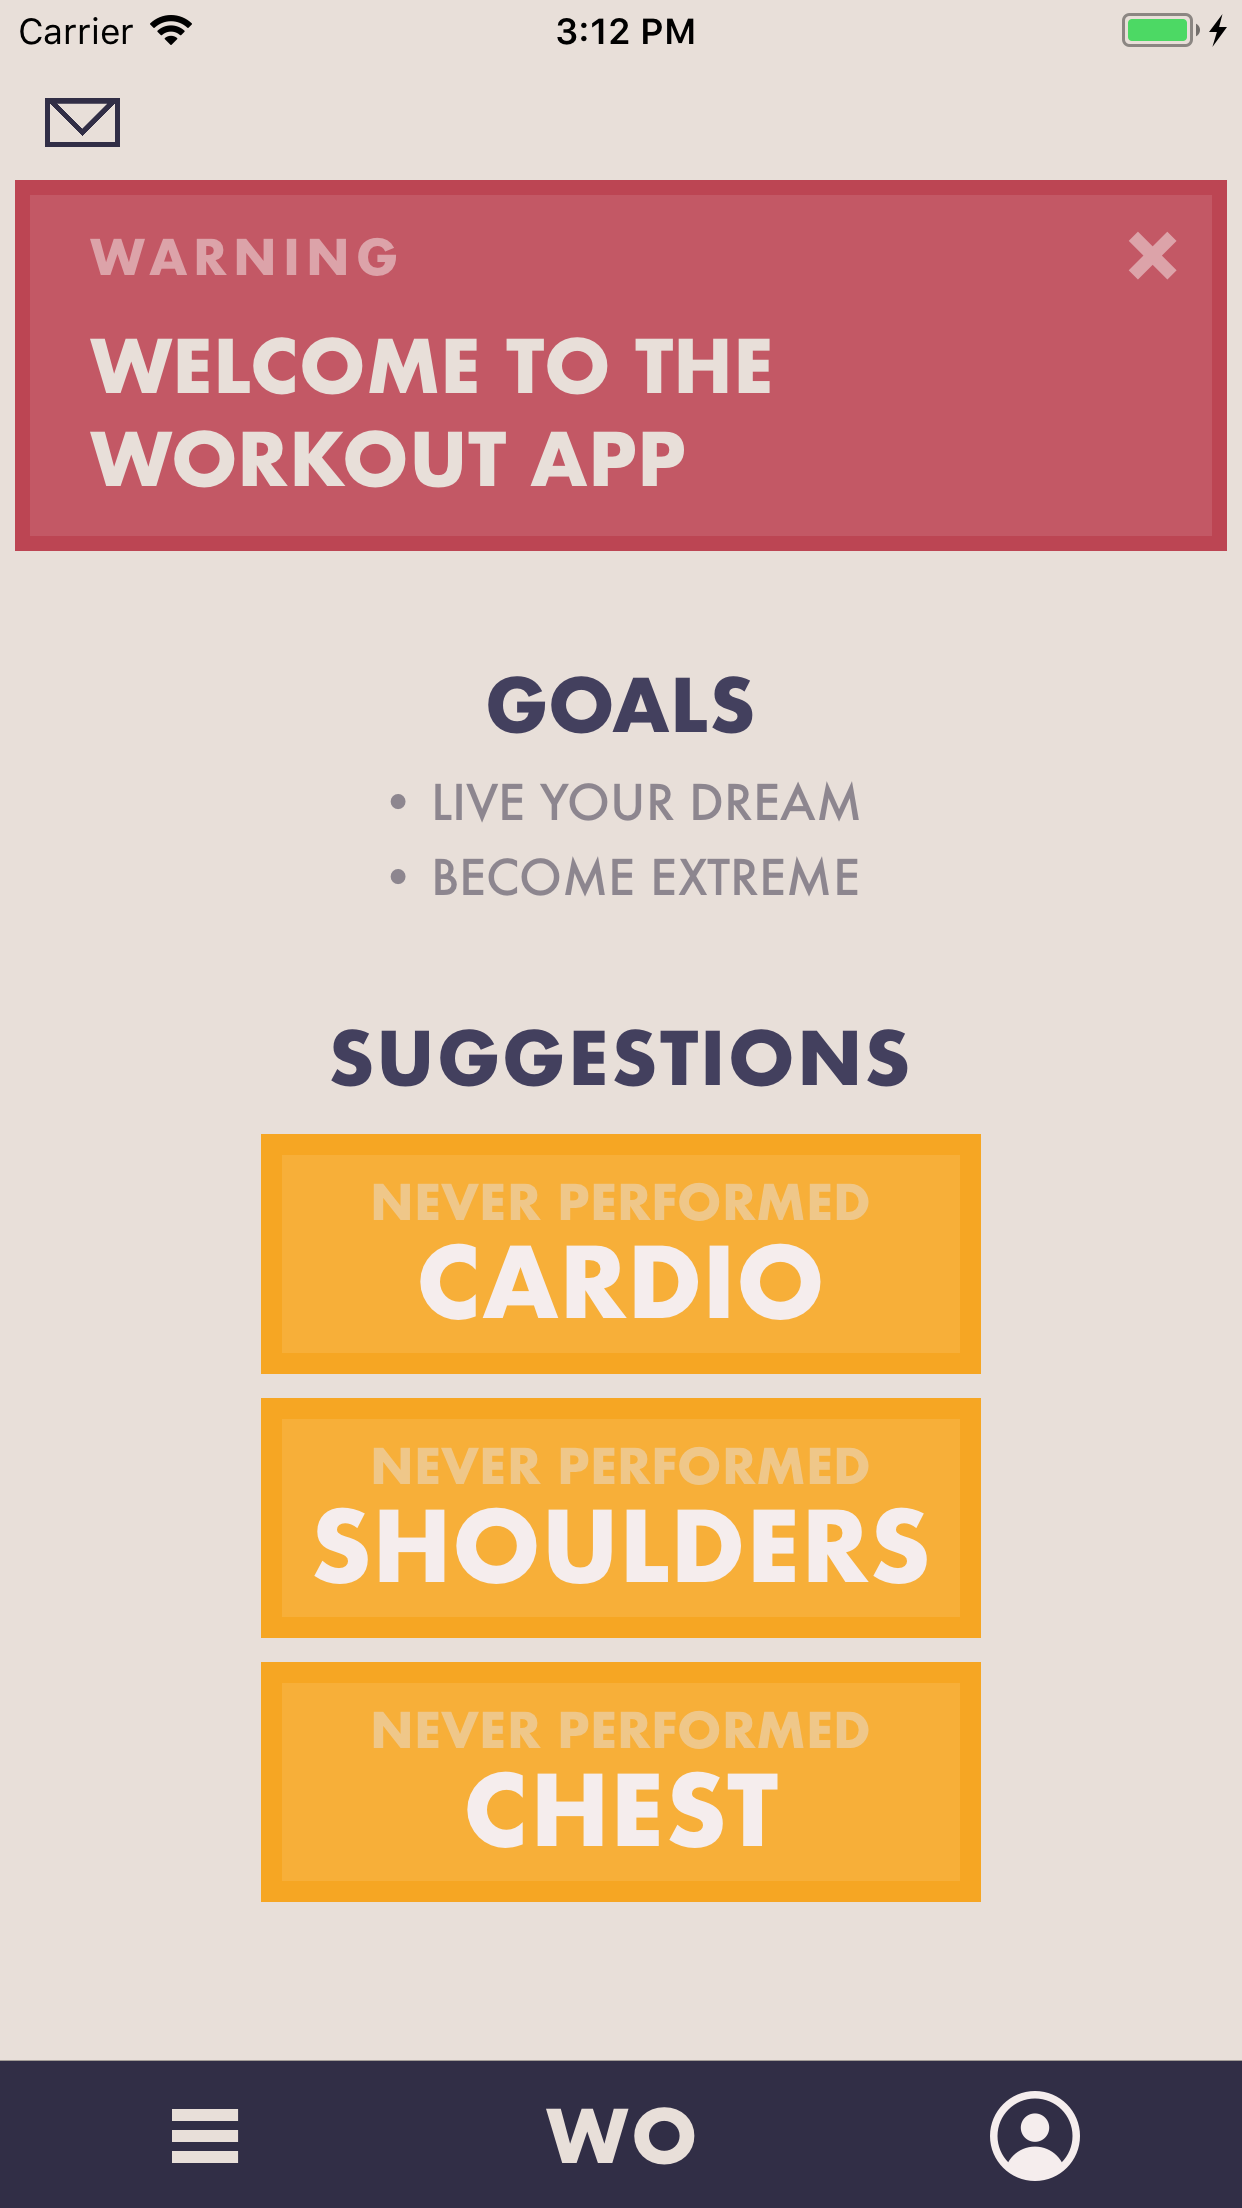 Carrier
3:12 PM
WARNING
WELCOME TO THE
WORKOUT APP
GOALS
• LIVE YOUR DREAM
• BECOME EXTREME
SUGGESTIONS
NEVER PERFORMED
CARDIO
NEVER PERFORMED
SHOULDERS
NEVER PERFORMED
CHEST
WO